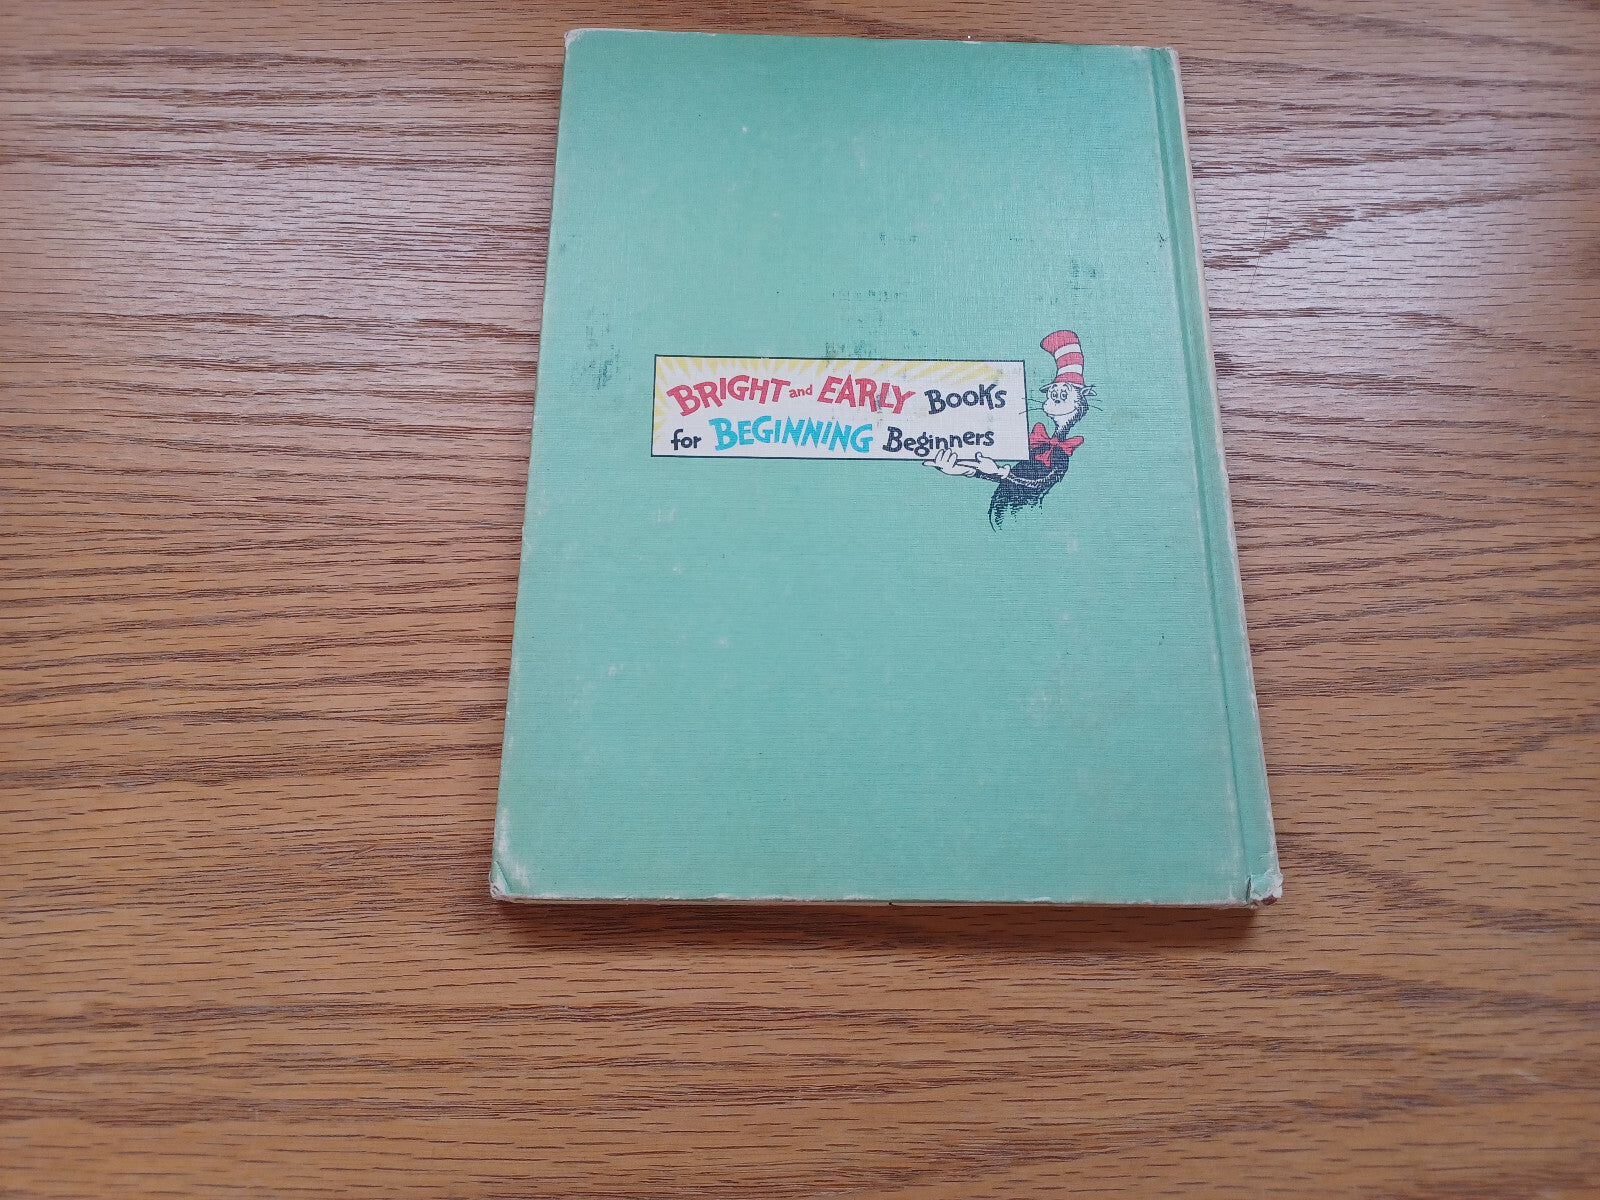 BRIGHT and EARLY BOOKS
for BEGINNING Beginners